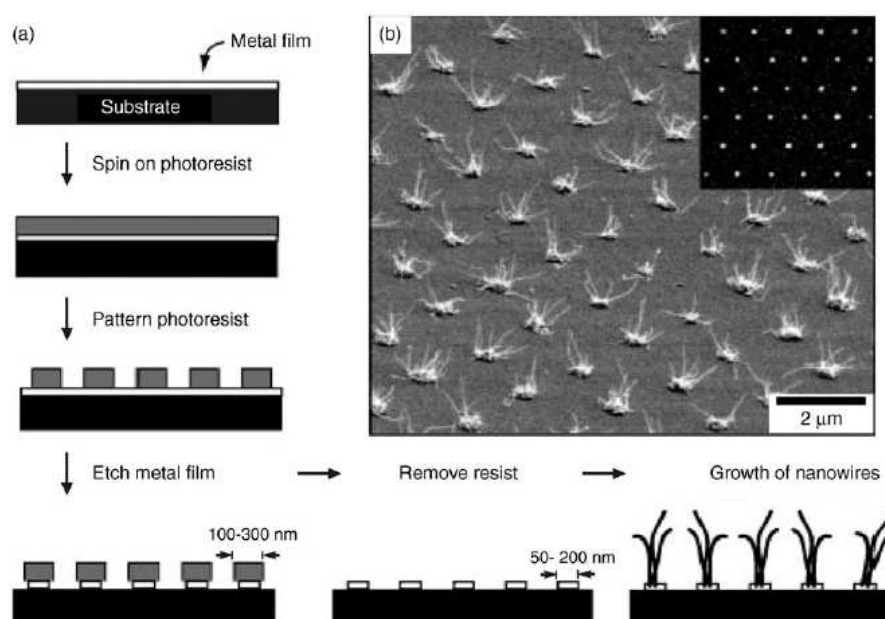 (a)
Metal film
Substrate
Spin on photoresist
Pattern photoresist
Etch metal film
Remove resist
Growth of nanowires
100-300 nm
50- 200 nm
(b)
2 μm